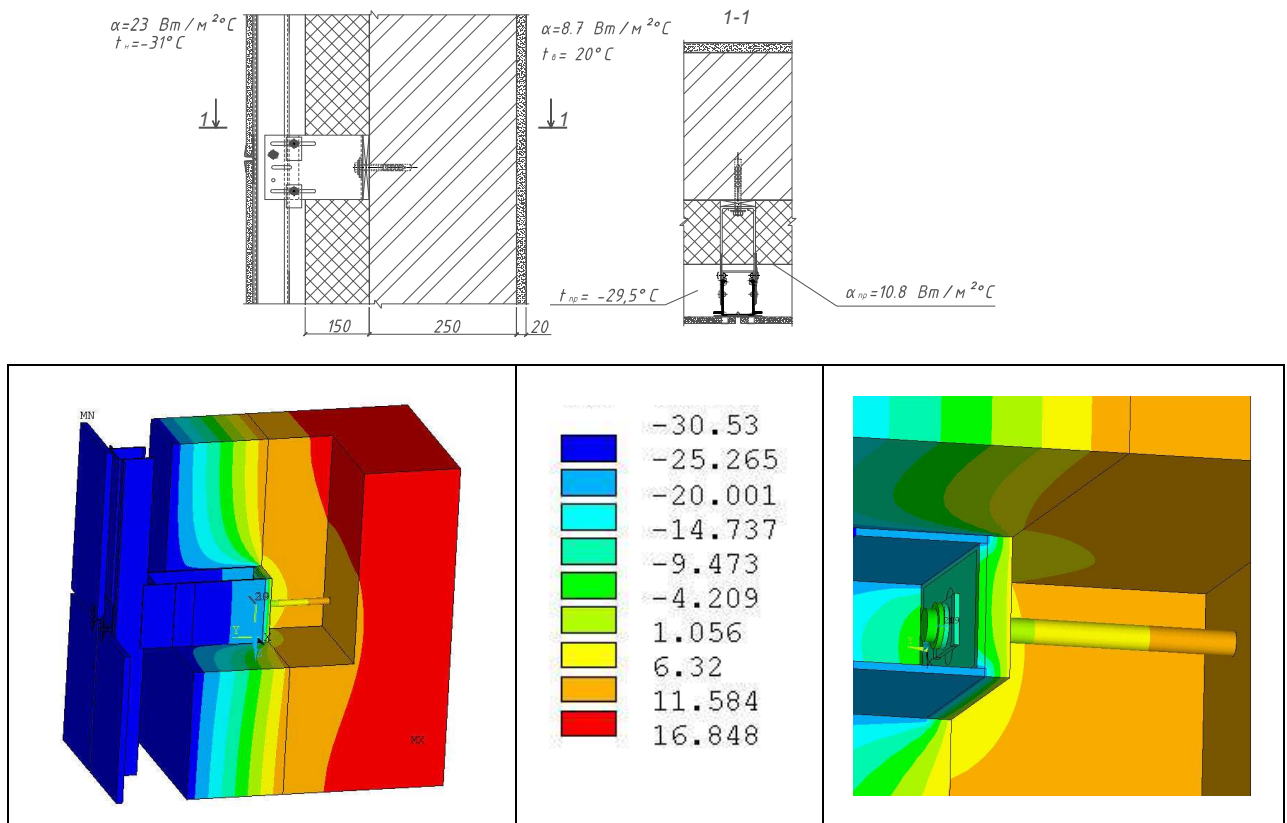 α=23 Вт/м²°С
tн=-31°С
α=8.7 Вт/м²°С
tв= 20°С
1-1
1
1
tпр= -29,5°С
αпр=10.8 Вт/м²°С
150
250
20
MN
MX
Y
-30.53
-25.265
-20.001
-14.737
-9.473
-4.209
1.056
6.32
11.584
16.848